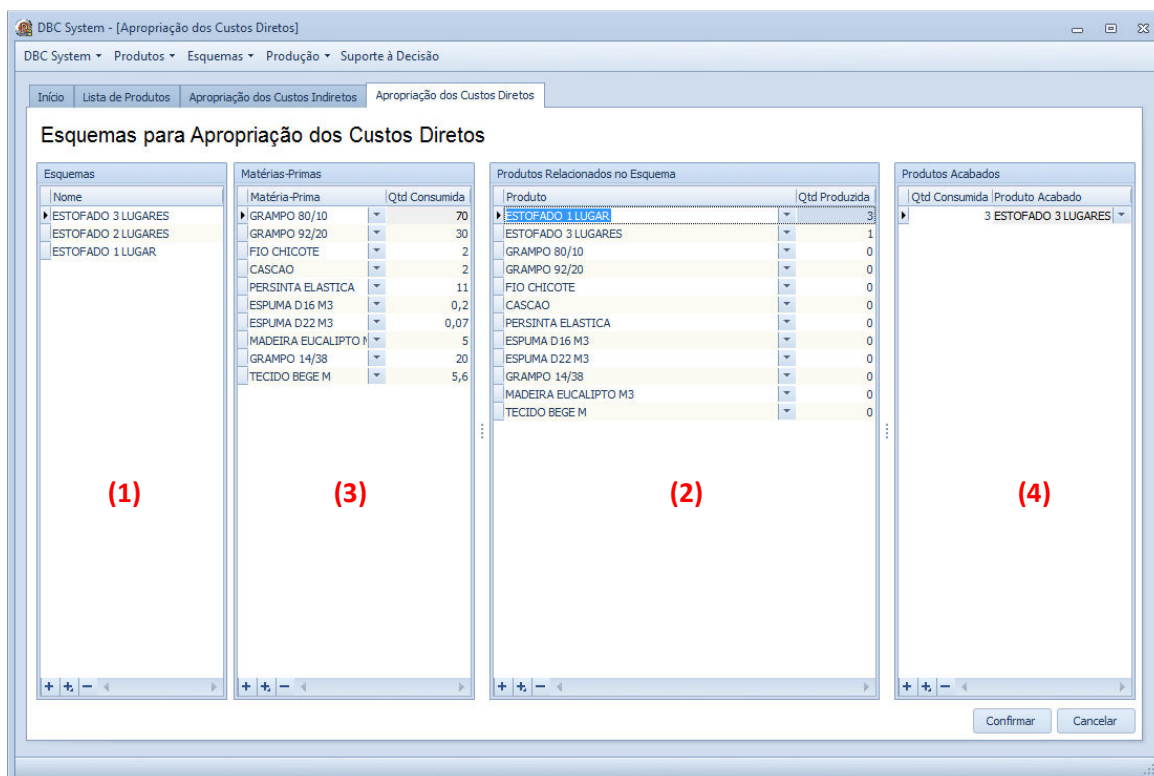 DBC System - [Apropriação dos Custos Diretos]
DBC System Produtos Esquemas Produção Suporte à Decisão
Início Lista de Produtos Apropriação dos Custos Indiretos Apropriação dos Custos Diretos
Esquemas para Apropriação dos Custos Diretos
Esquemas
Nome
ESTOFADO 3 LUGARES
ESTOFADO 2 LUGARES
ESTOFADO 1 LUGAR
(1)
Matérias-Primas
Matéria-Prima Qtd Consumida
GRAMPO 80/10 70
GRAMPO 92/20 30
FIO CHICOTE 2
CASCAO 2
PERSINTA ELASTICA 11
ESPUMA D16 M3 0,2
ESPUMA D22 M3 0,07
MADEIRA EUCALIPTO 5
GRAMPO 14/38 20
TECIDO BEGE M 5,6
(3)
Produtos Relacionados no Esquema
Produto Qtd Produzida
ESTOFADO 1 LUGAR 3
ESTOFADO 3 LUGARES 1
GRAMPO 80/10 0
GRAMPO 92/20 0
FIO CHICOTE 0
CASCAO 0
PERSINTA ELASTICA 0
ESPUMA D16 M3 0
ESPUMA D22 M3 0
GRAMPO 14/38 0
MADEIRA EUCALIPTO M3 0
TECIDO BEGE M 0
(2)
Produtos Acabados
Qtd Consumida Produto Acabado
3 ESTOFADO 3 LUGARES
(4)
Confirmar Cancelar